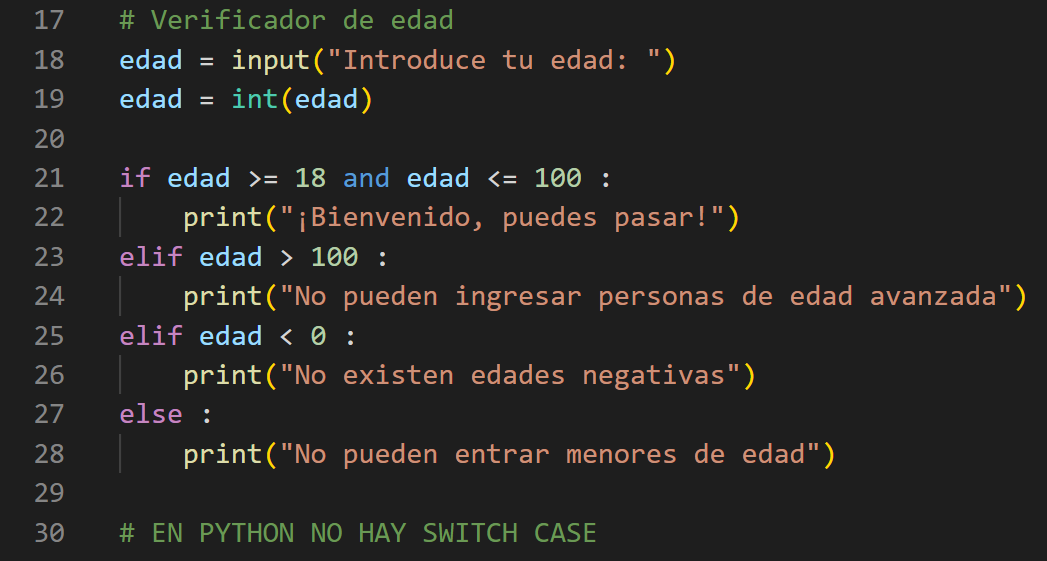 17 # Verificador de edad
18 edad = input("Introduce tu edad: ")
19 edad = int(edad)
20
21 if edad >= 18 and edad <= 100 :
22     print("¡Bienvenido, puedes pasar!")
23 elif edad > 100 :
24     print("No pueden ingresar personas de edad avanzada")
25 elif edad < 0 :
26     print("No existen edades negativas")
27 else :
28     print("No pueden entrar menores de edad")
29
30 # EN PYTHON NO HAY SWITCH CASE